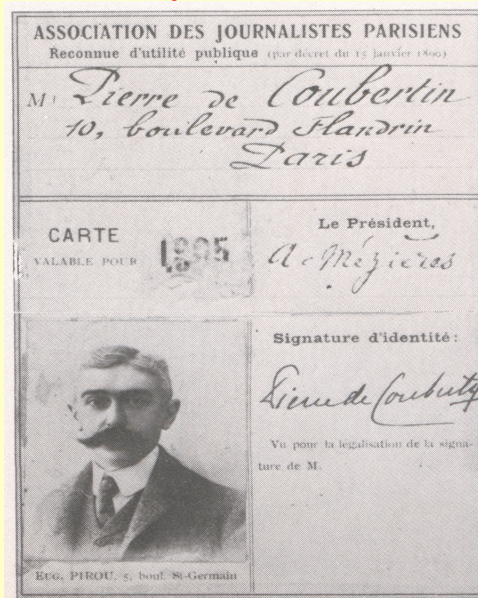 ASSOCIATION DES JOURNALISTES PARISIENS
Reconnue d'utilité publique (par décret du 15 janvier 1890)
M Pierre de Coubertin
10, boulevard Flandrin
Paris
CARTE
VALABLE POUR
Le Président,
A. Mézières
Signature d'identité :
Pierre de Coubertin
Vu pour la légalisation de la signa-
ture de M.
EUG. PIROU, 5, boul. St-Germain